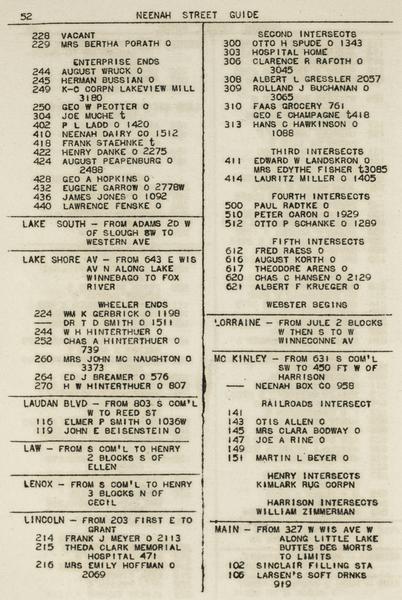 52 NEENAH STREET GUIDE
228 VACANT
229 MRS BERTHA PORATH O
ENTERPRISE ENDS
244 AUGUST WRUCK O
245 HERMAN BUSSIAN O
249 K-C CORPN LAKEVIEW MILL
3180
250 GEO W PEOTTER O
304 JOE MUCHE t
402 P L LADD O 1420
410 NEENAH DAIRY CO 1512
418 FRANK STAEHNKE t
422 HENRY DANKE O 2275
424 AUGUST PEAPENBURG O
2486
428 GEO A HOPKINS O
432 EUGENE GARROW O 2778W
436 JAMES JONES O 1092
440 LAWRENCE FENSKE O
LAKE SOUTH - FROM ADAMS 2D W
OF SLOUGH SW TO
WESTERN AVE
LAKE SHORE AV - FROM 643 E WIS
AV N ALONG LAKE
WINNEBAGO TO FOX
RIVER
WHEELER ENDS
224 WM K GERBRICK O 1198
—— DR T D SMITH O 1511
244 W H HINTERTHUER O
252 CHAS A HINTERTHUER O
739
260 MRS JOHN MC NAUGHTON O
3373
264 ED J BREAMER O 576
270 H W HINTERTHUER O 807
LAUDAN BLVD - FROM 803 S COM'L
W TO REED ST
116 ELMER P SMITH O 1036W
119 JOHN E BEISENSTEIN O
LAW - FROM S COM'L TO HENRY
2 BLOCKS S OF
ELLEN
LENOX - FROM S COM'L TO HENRY
3 BLOCKS N OF
CECIL
LINCOLN - FROM 203 FIRST E TO
GRANT
214 FRANK J MEYER O 2113
215 THEDA CLARK MEMORIAL
HOSPITAL 471
216 MRS EMILY HOFFMAN O
2069
SECOND INTERSECTS
300 OTTO H SPUDE O 1343
303 HOSPITAL HOME
306 CLARENCE R RAFOTH O
3045
308 ALBERT L GRESSLER 2057
309 ROLLAND J BUCHANAN O
3065
310 FAAS GROCERY 761
GEO E CHAMPAGNE t418
313 HANS C HAWKINSON O
1088
THIRD INTERSECTS
411 EDWARD W LANDSKRON O
MRS EDYTHE FISHER t3085
414 LAURITZ MILLER O 1405
FOURTH INTERSECTS
500 PAUL RADTKE O
510 PETER CARON O 1929
512 OTTO P SCHANKE O 1289
FIFTH INTERSECTS
612 FRED RAESS O
616 AUGUST KORTH O
617 THEODORE ARENS O
620 CHAS C HANSEN O 2129
621 ALBERT F KRUEGER O
WEBSTER BEGINS
LORRAINE - FROM JULE 2 BLOCKS
W THEN S TO W
WINNECONNE AV
MC KINLEY - FROM 631 S COM'L
SW TO 450 FT W OF
HARRISON
—— NEENAH BOX CO 958
RAILROADS INTERSECT
141
143 OTIS ALLEN O
145 MRS CLARA BODWAY O
147 JOE A RINE O
149
151 MARTIN L BEYER O
HENRY INTERSECTS
KIMLARK RUG CORPN
HARRISON INTERSECTS
WILLIAM ZIMMERMAN
MAIN - FROM 327 W WIS AVE W
ALONG LITTLE LAKE
BUTTES DES MORTS
TO LIMITS
102 SINCLAIR FILLING STA
106 LARSEN'S SOFT DRNKS
919